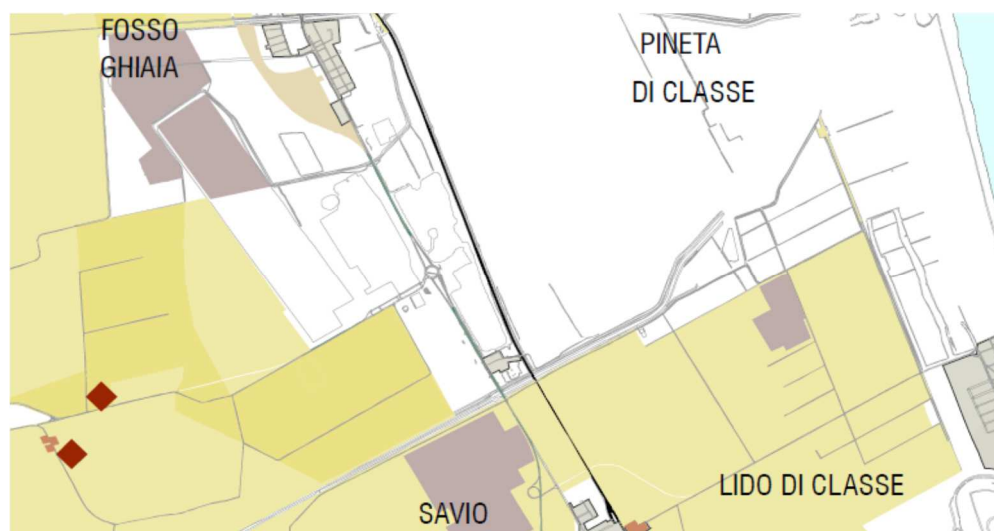 FOSSO
GHIAIA
PINETA
DI CLASSE
LIDO DI CLASSE
SAVIO